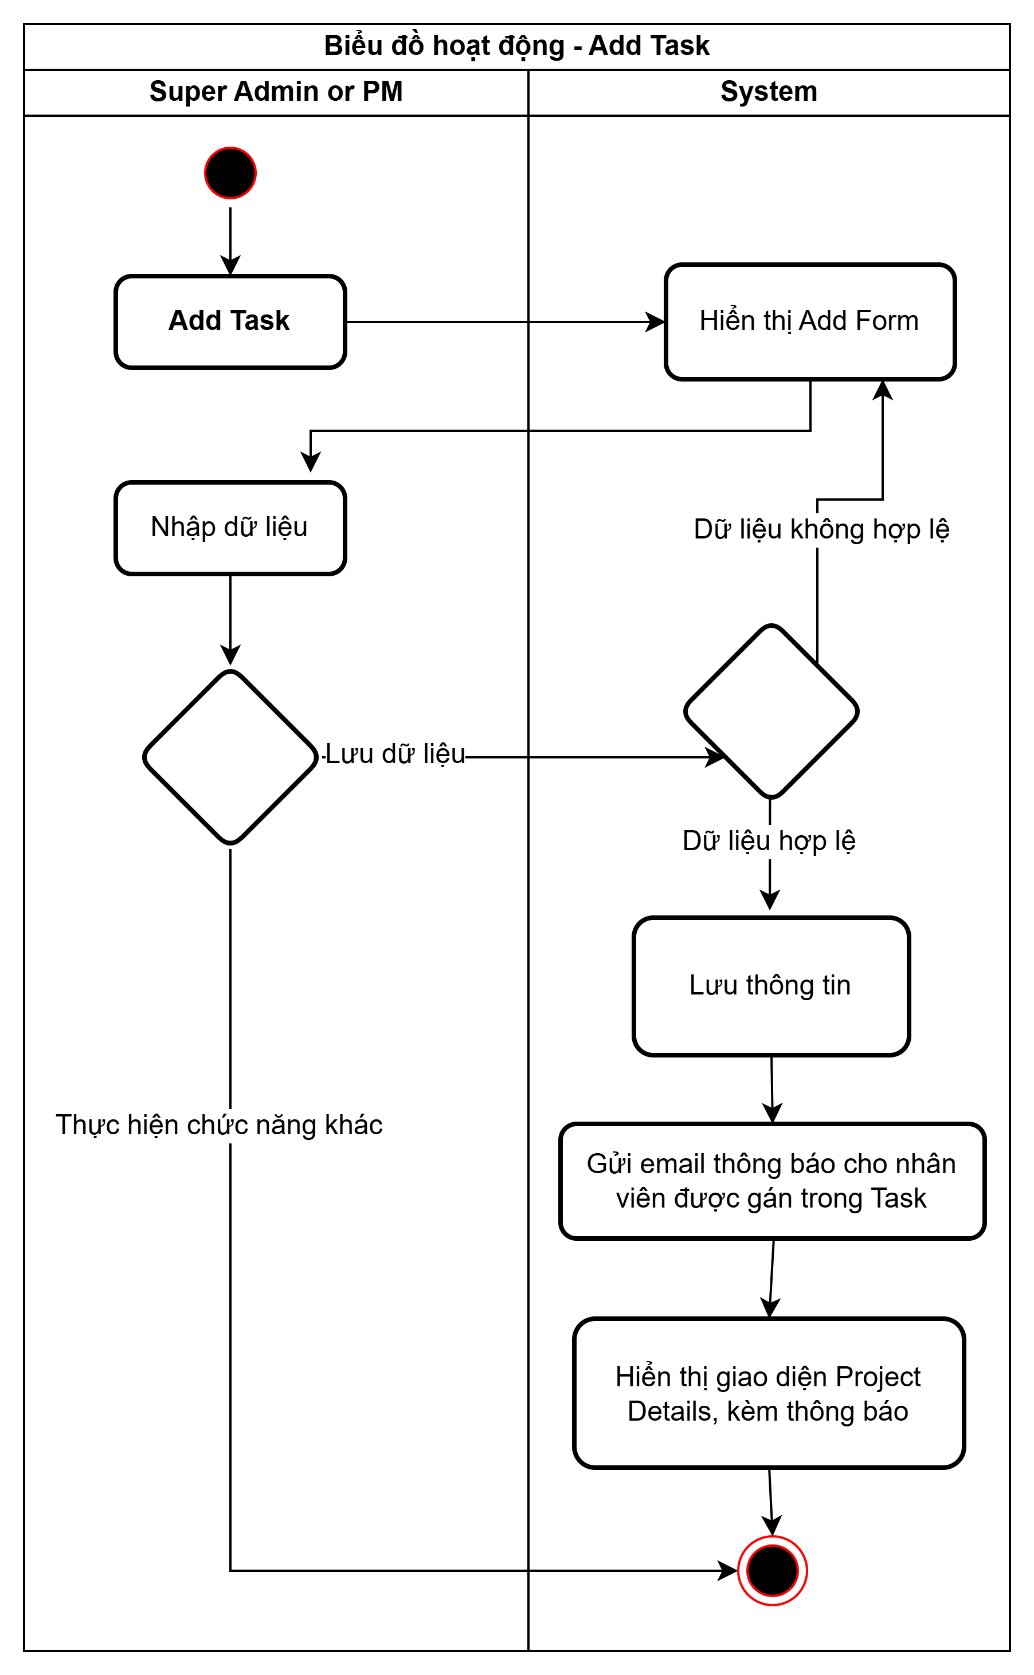 Biểu đồ hoạt động - Add Task
Super Admin or PM
System
Add Task
Hiển thị Add Form
Nhập dữ liệu
Dữ liệu không hợp lệ
Lưu dữ liệu
Dữ liệu hợp lệ
Lưu thông tin
Thực hiện chức năng khác
Gửi email thông báo cho nhân
viên được gán trong Task
Hiển thị giao diện Project
Details, kèm thông báo